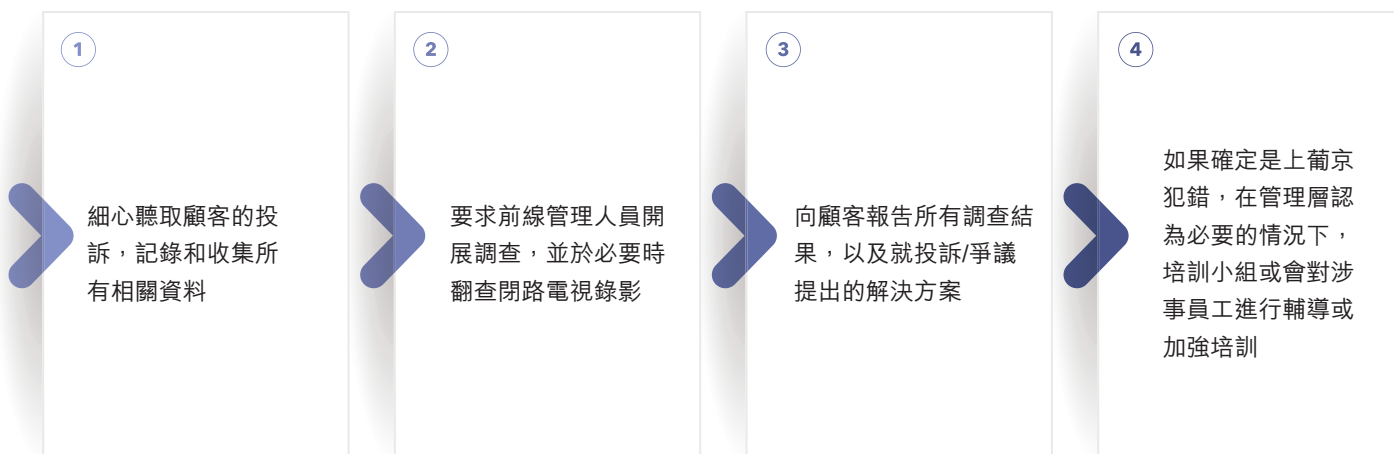 1
細心聽取顧客的投
訴，記錄和收集所
有相關資料
2
要求前線管理人員開
展調查，並於必要時
翻查閉路電視錄影
3
向顧客報告所有調查結
果，以及就投訴/爭議
提出的解決方案
4
如果確定是上葡京
犯錯，在管理層認
為必要的情況下，
培訓小組或會對涉
事員工進行輔導或
加強培訓